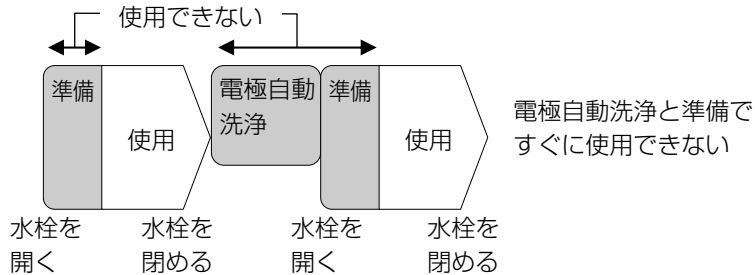 使用できない
準備
使用
電極自動
洗浄
準備
使用
電極自動洗浄と準備で
すぐに使用できない
水栓を
開く
水栓を
閉める
水栓を
開く
水栓を
閉める